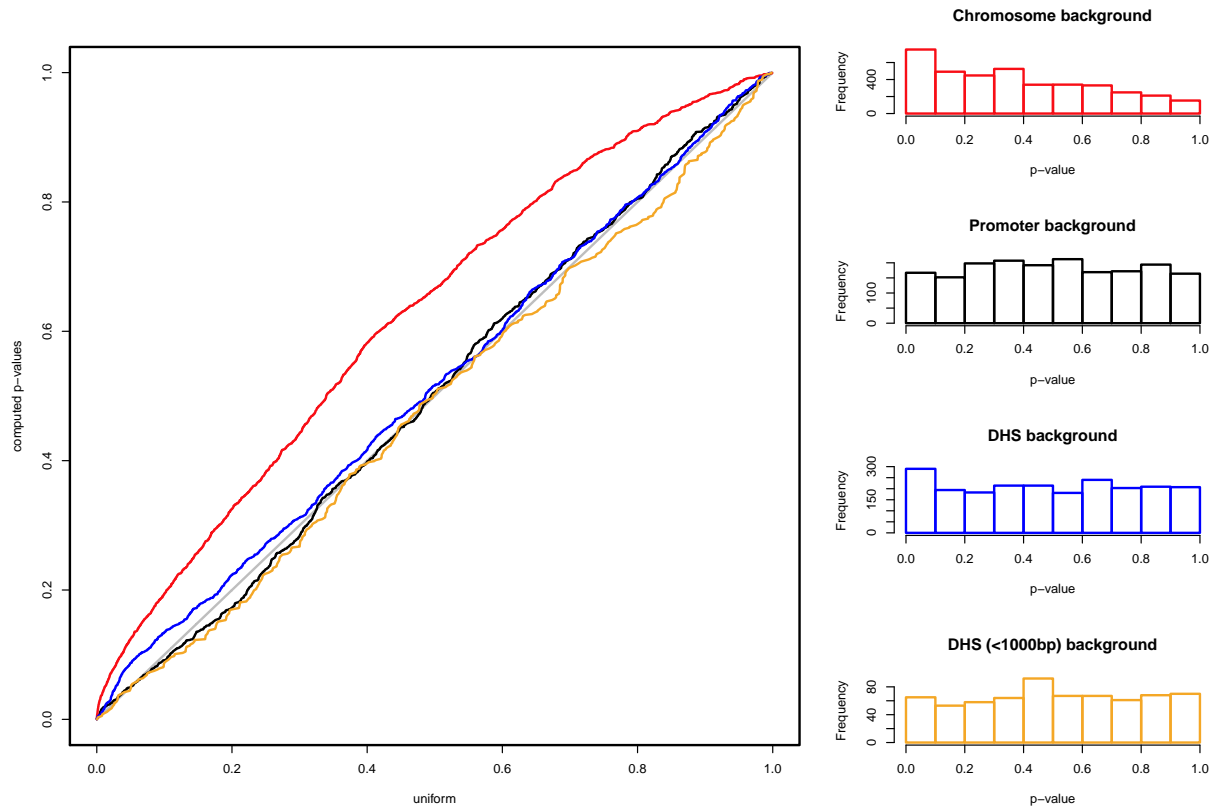 computed p−values
1.0
0.8
0.6
0.4
0.2
0.0
0.0 0.2 0.4 0.6 0.8 1.0
uniform
Chromosome background
Frequency
400
0
0.0 0.2 0.4 0.6 0.8 1.0
p−value
Promoter background
Frequency
100
0
0.0 0.2 0.4 0.6 0.8 1.0
p−value
DHS background
Frequency
300
150
0
0.0 0.2 0.4 0.6 0.8 1.0
p−value
DHS (<1000bp) background
Frequency
80
40
0
0.0 0.2 0.4 0.6 0.8 1.0
p−value